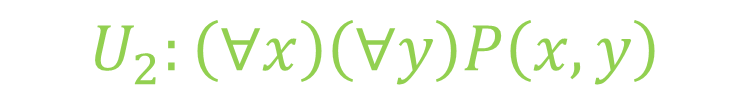 U₂: (∀x)(∀y)P(x, y)